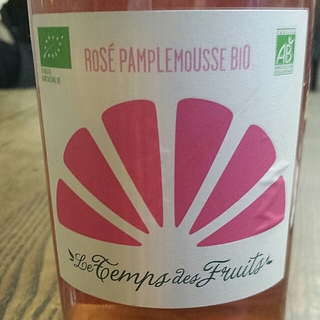 ROSÉ PAMPLEMOUSSE BIO
AB
Le Temps des Fruits